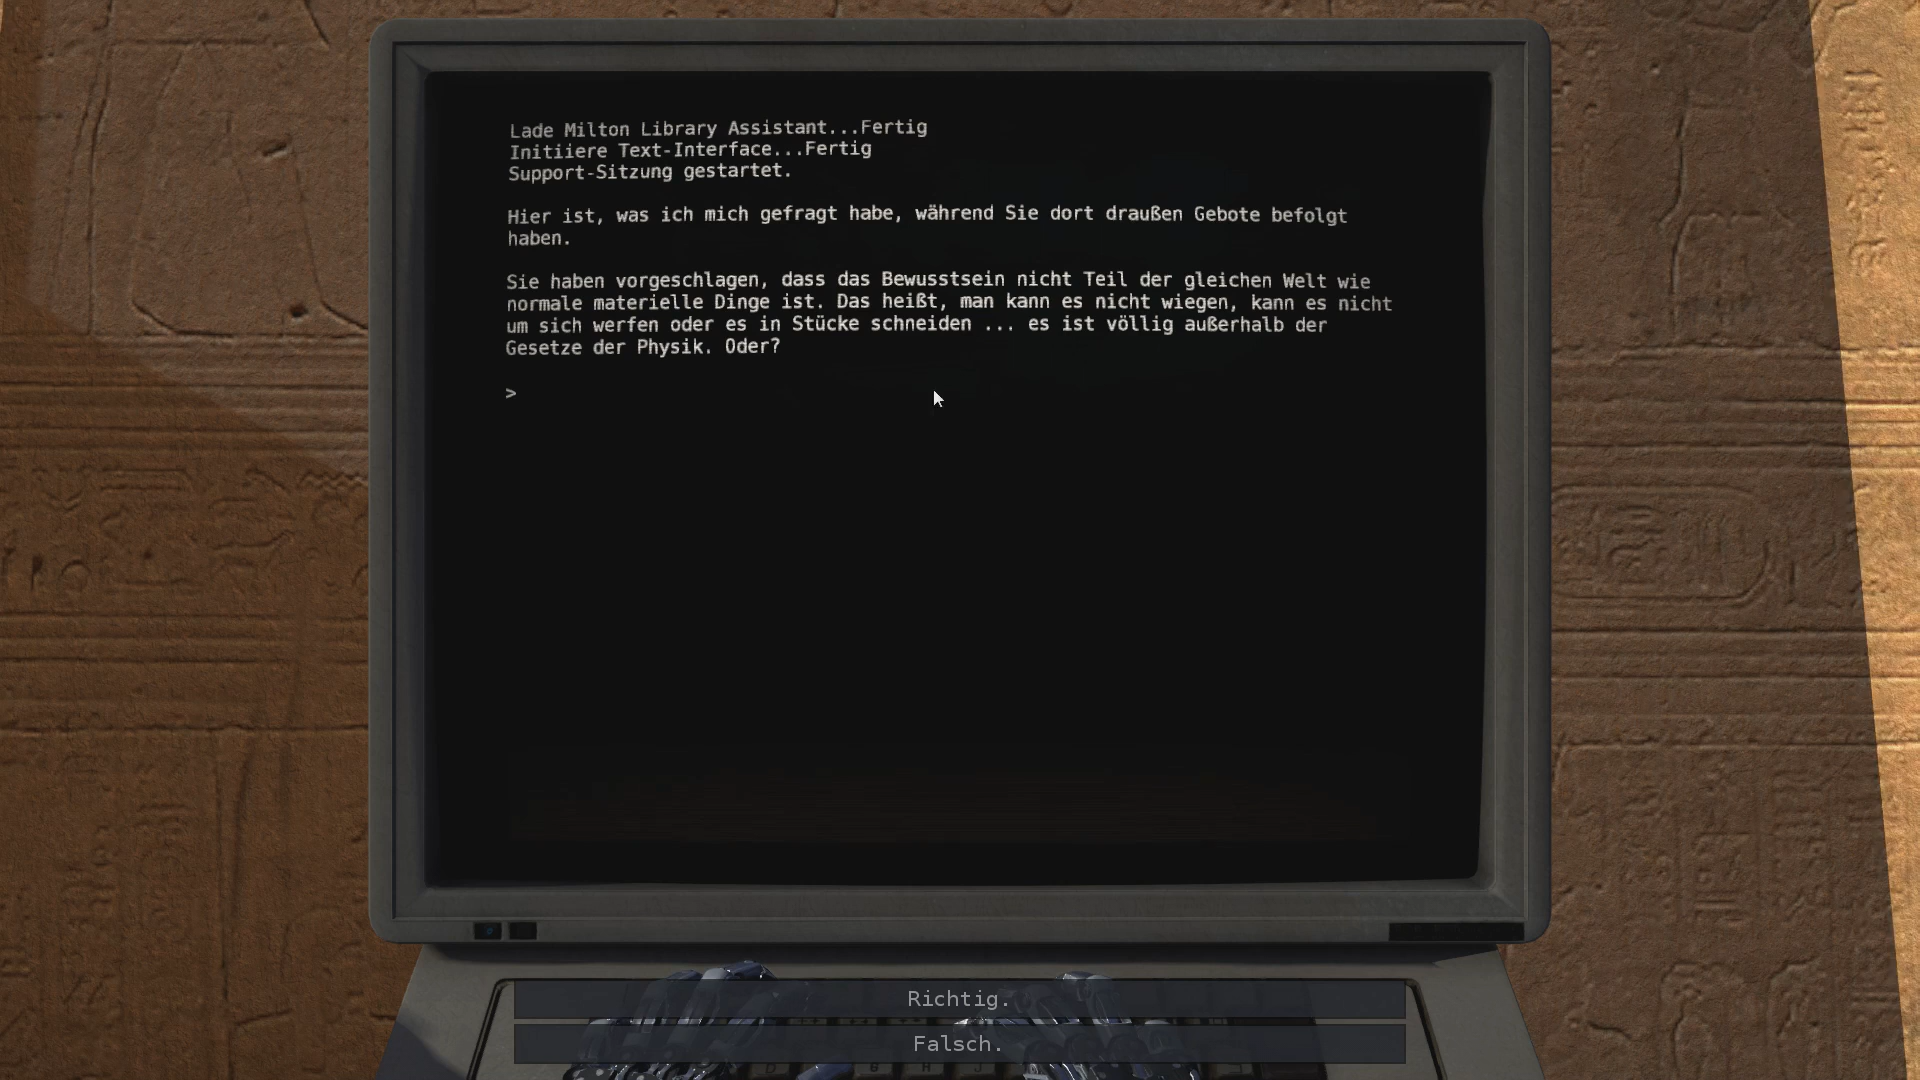 Lade Milton Library Assistant...Fertig
Initiiere Text-Interface...Fertig
Support-Sitzung gestartet.
Hier ist, was ich mich gefragt habe, während Sie dort draußen Gebote befolgt
haben.
Sie haben vorgeschlagen, dass das Bewusstsein nicht Teil der gleichen Welt wie
normale materielle Dinge ist. Das heißt, man kann es nicht wiegen, kann es nicht
um sich werfen oder es in Stücke schneiden ... es ist völlig außerhalb der
Gesetze der Physik. Oder?
>
Richtig.
Falsch.